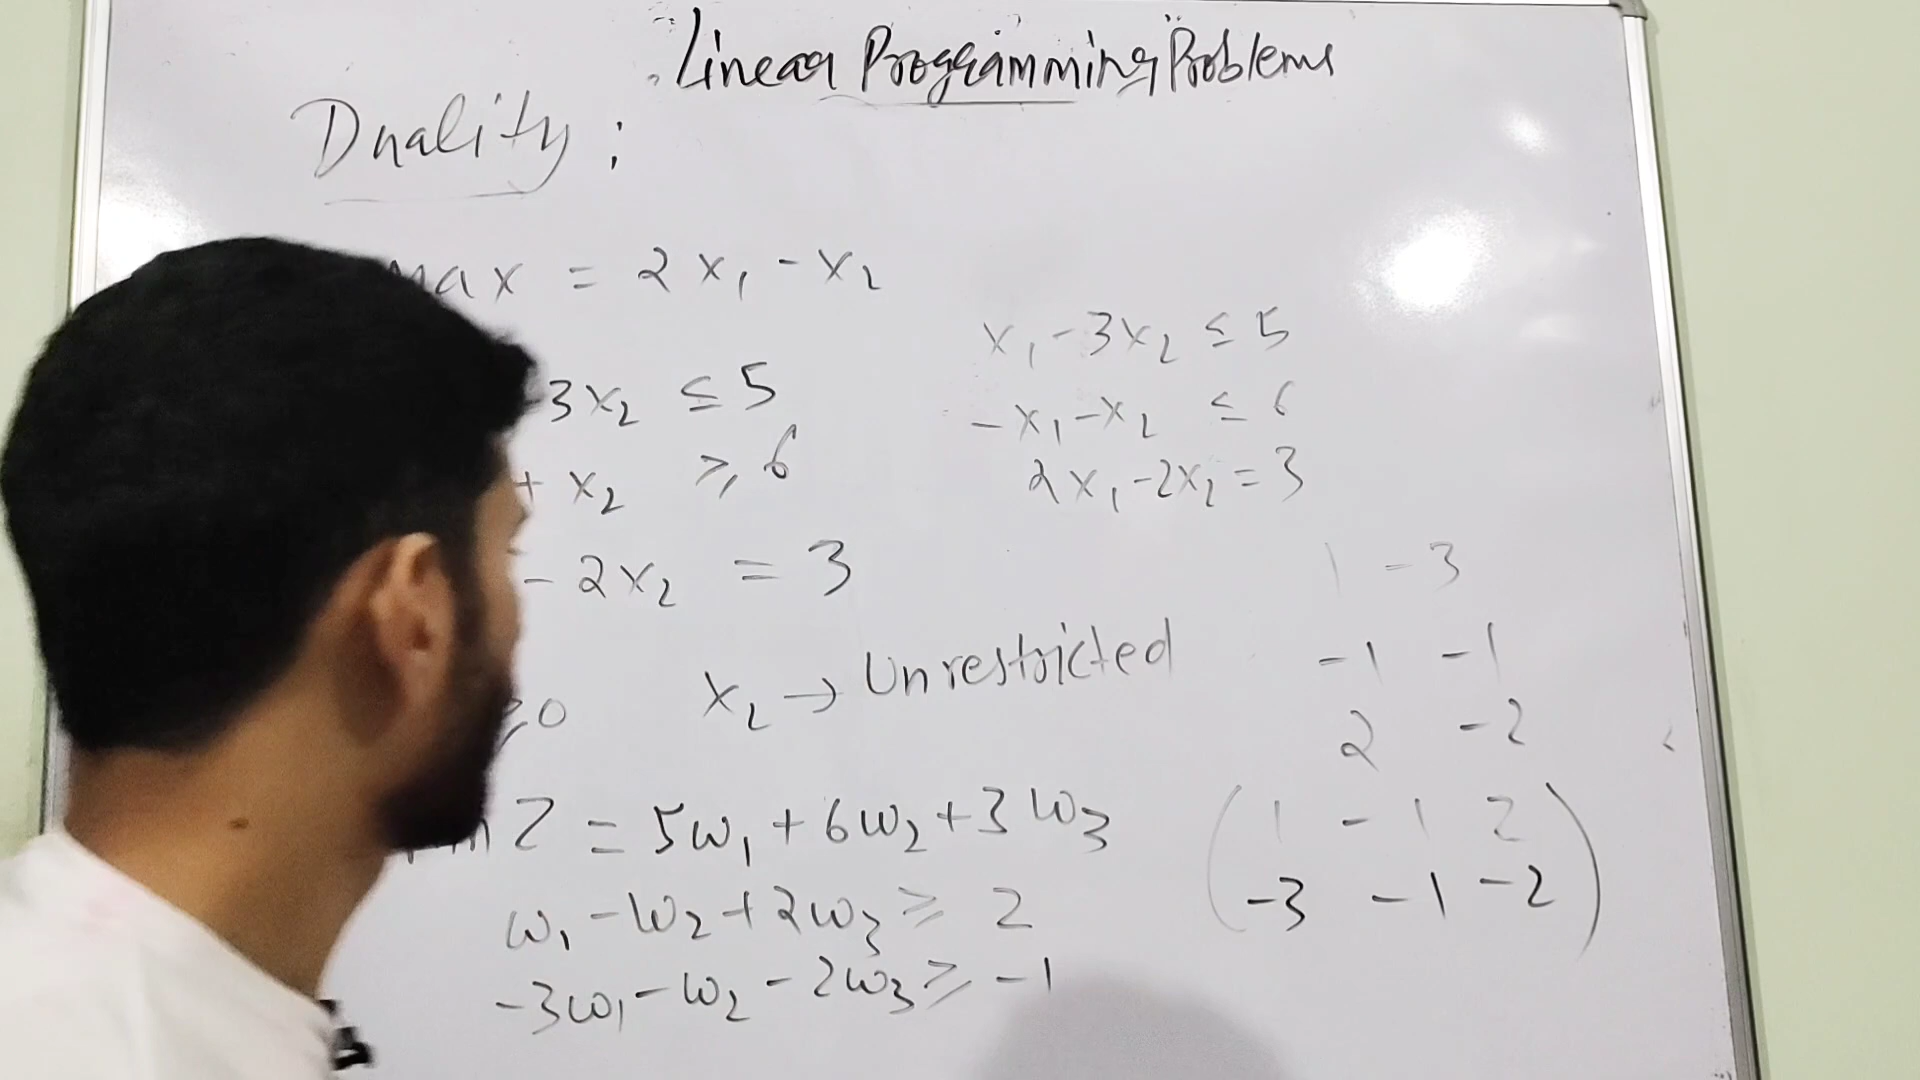 Linear Programming Problems
Duality :
max = 2x₁ - x₂
x₁ - 3x₂ ≤ 5
-x₁ - x₂ ≤ 6
2x₁ - 2x₂ = 3
3x₂ ≤ 5
+ x₂ ≥ 6
- 2x₂ = 3
≥0 x₂ → Unrestricted
1 -3
-1 -1
2 -2
Z = 5w₁ + 6w₂ + 3w₃
w₁ - w₂ + 2w₃ ≥ 2
-3w₁ - w₂ - 2w₃ ≥ -1
( 1 -1 2
-3 -1 -2 )